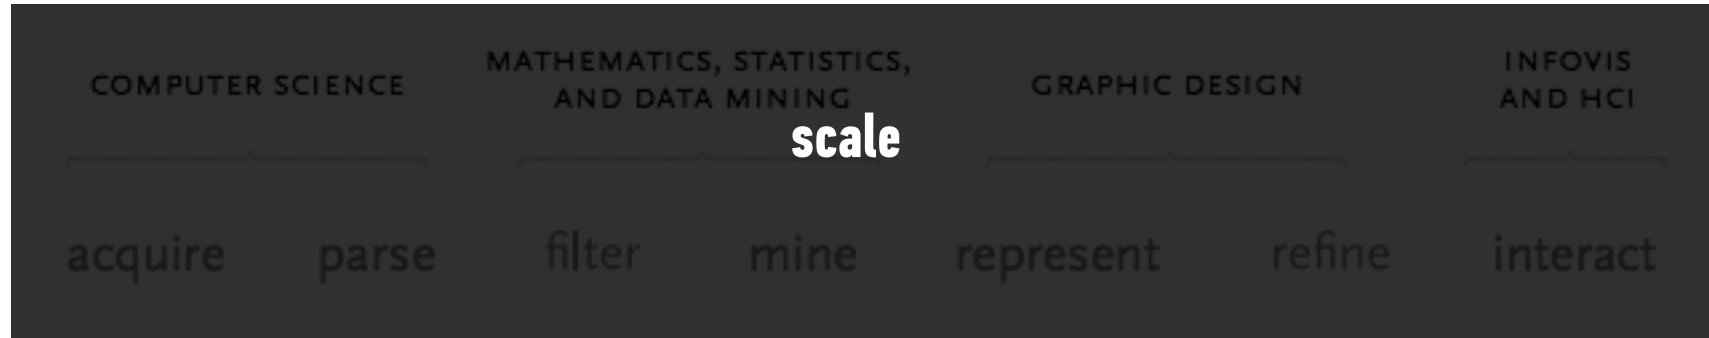 COMPUTER SCIENCE
MATHEMATICS, STATISTICS,
AND DATA MINING
GRAPHIC DESIGN
INFOVIS
AND HCI
scale
acquire parse filter mine represent refine interact